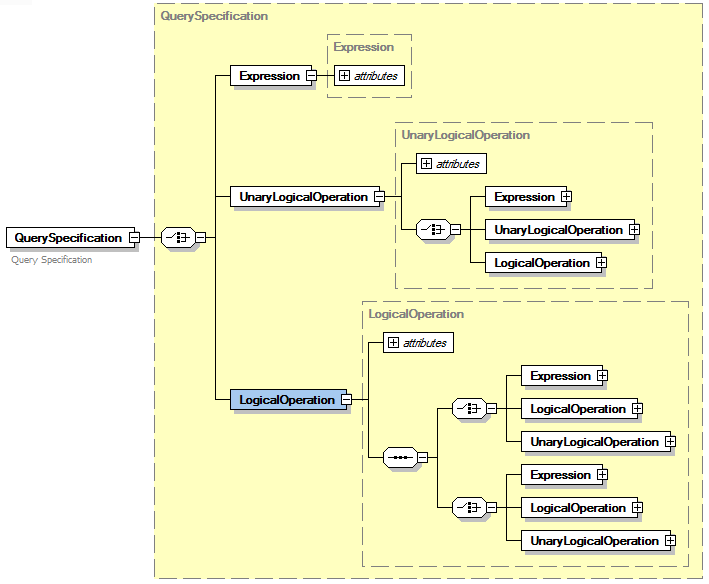 QuerySpecification
Expression
Expression
attributes
UnaryLogicalOperation
attributes
UnaryLogicalOperation
Expression
UnaryLogicalOperation
LogicalOperation
QuerySpecification
Query Specification
LogicalOperation
attributes
LogicalOperation
Expression
LogicalOperation
UnaryLogicalOperation
Expression
LogicalOperation
UnaryLogicalOperation